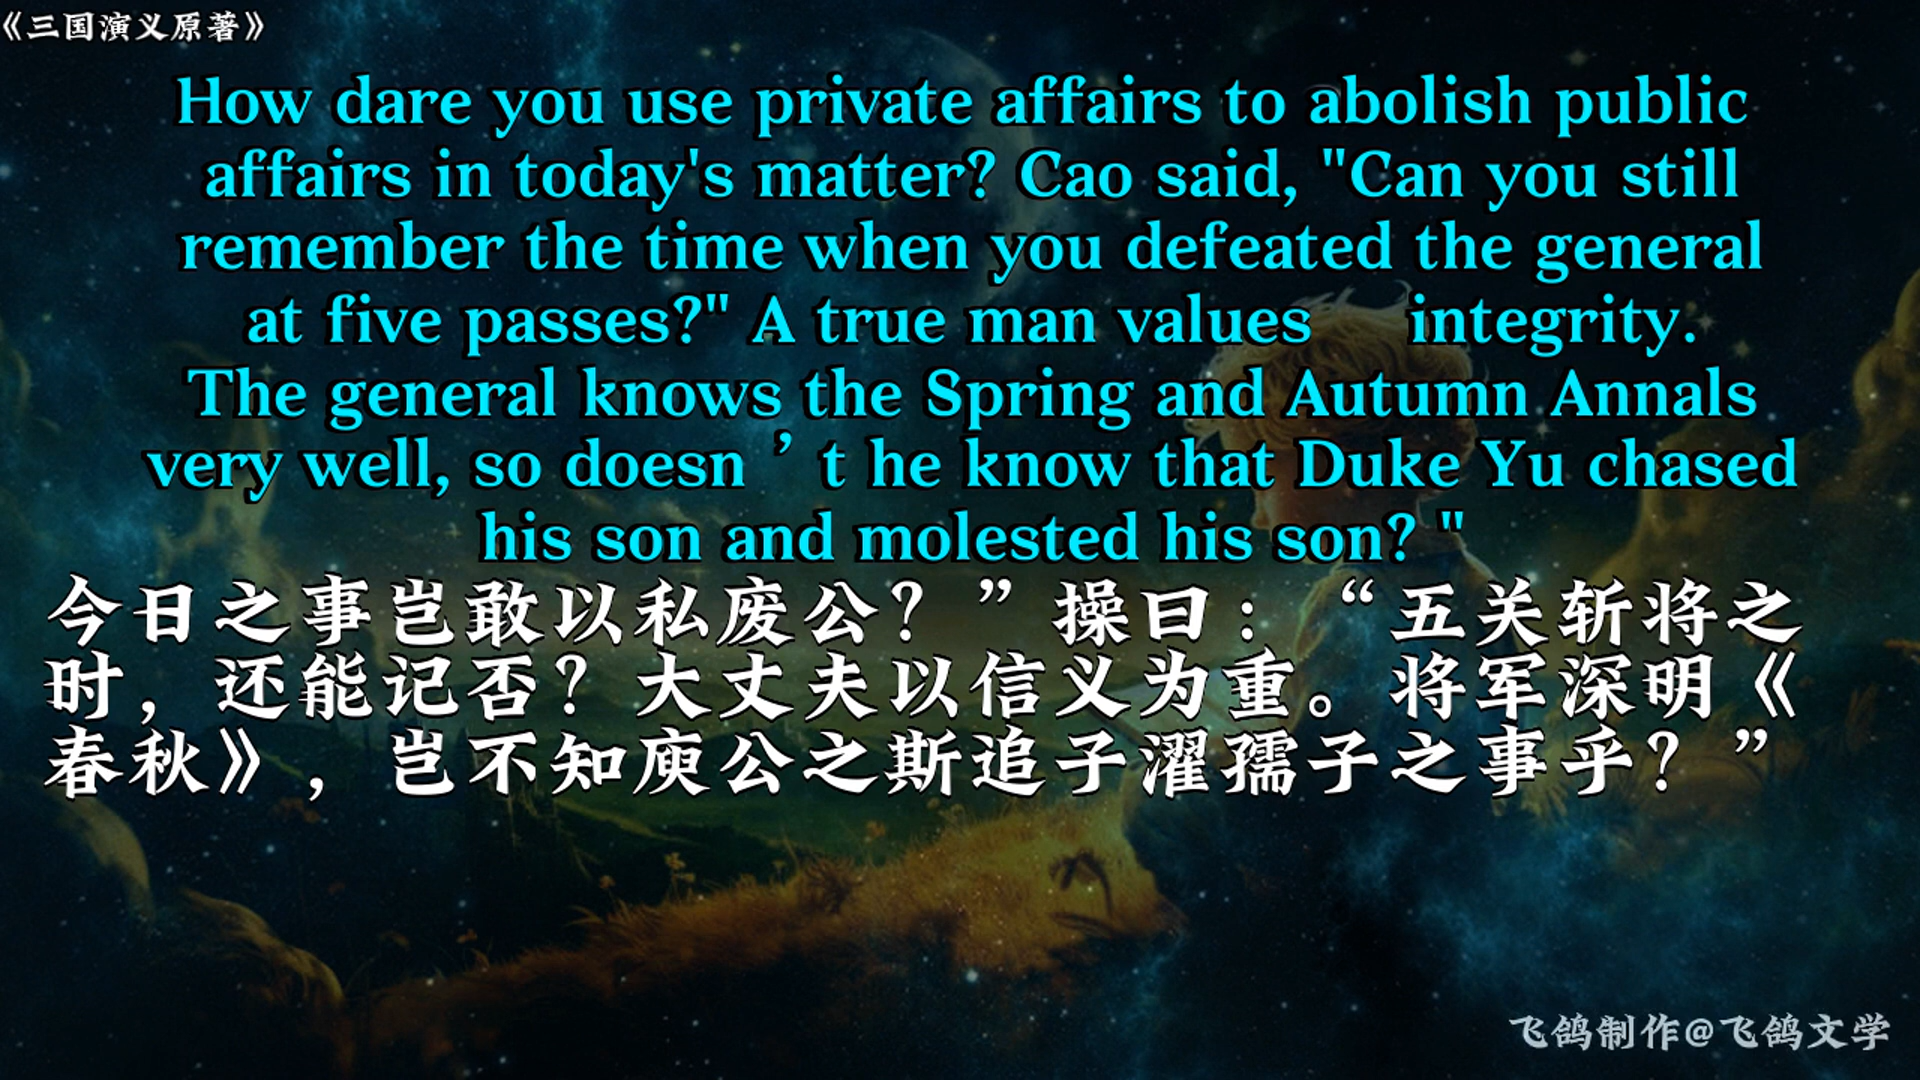 《三国演义原著》
How dare you use private affairs to abolish public
affairs in today's matter? Cao said, "Can you still
remember the time when you defeated the general
at five passes?" A true man values integrity.
The general knows the Spring and Autumn Annals
very well, so doesn ’ t he know that Duke Yu chased
his son and molested his son? "
今日之事岂敢以私废公？”操曰：“五关斩将之
时，还能记否？大丈夫以信义为重。将军深明《
春秋》，岂不知庾公之斯追子濯孺子之事乎？”
飞鸽制作@飞鸽文学